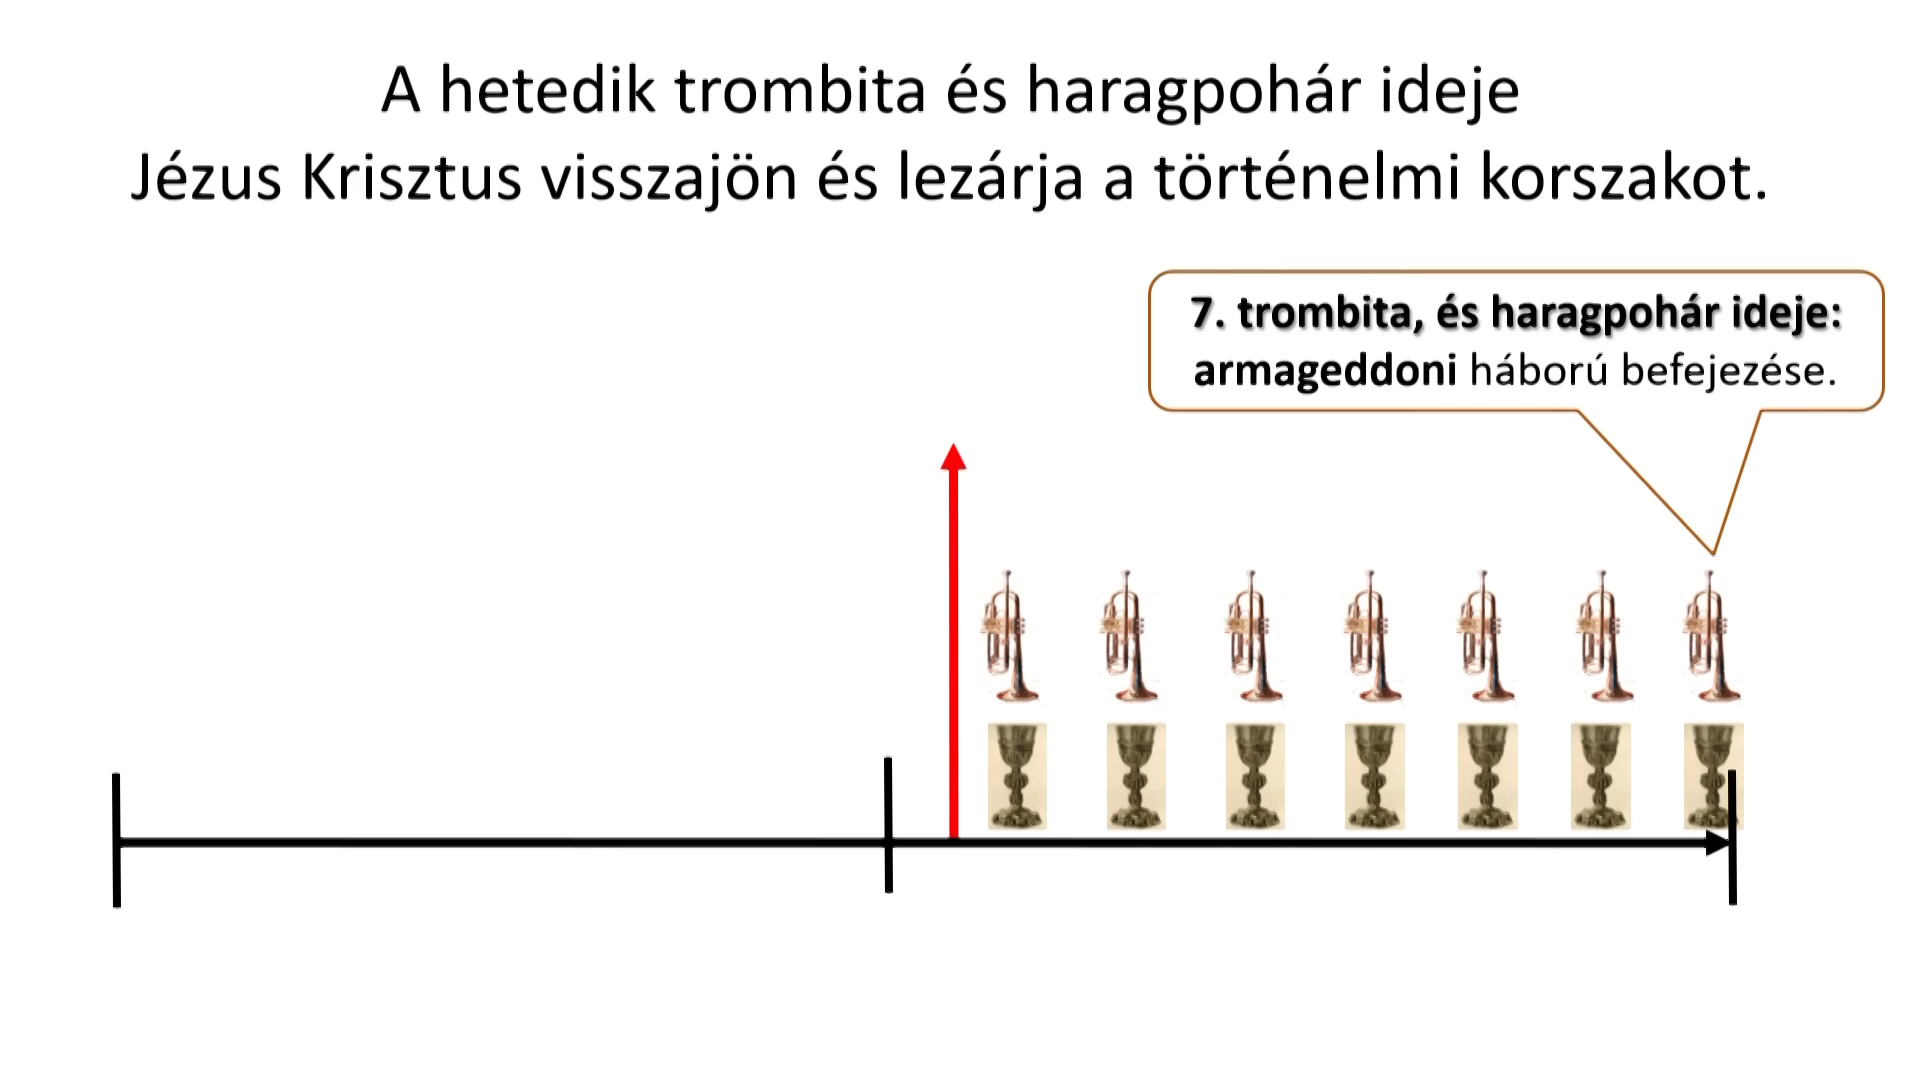 A hetedik trombita és haragpohár ideje
Jézus Krisztus visszajön és lezárja a történelmi korszakot.
7. trombita, és haragpohár ideje:
armageddoni háború befejezése.